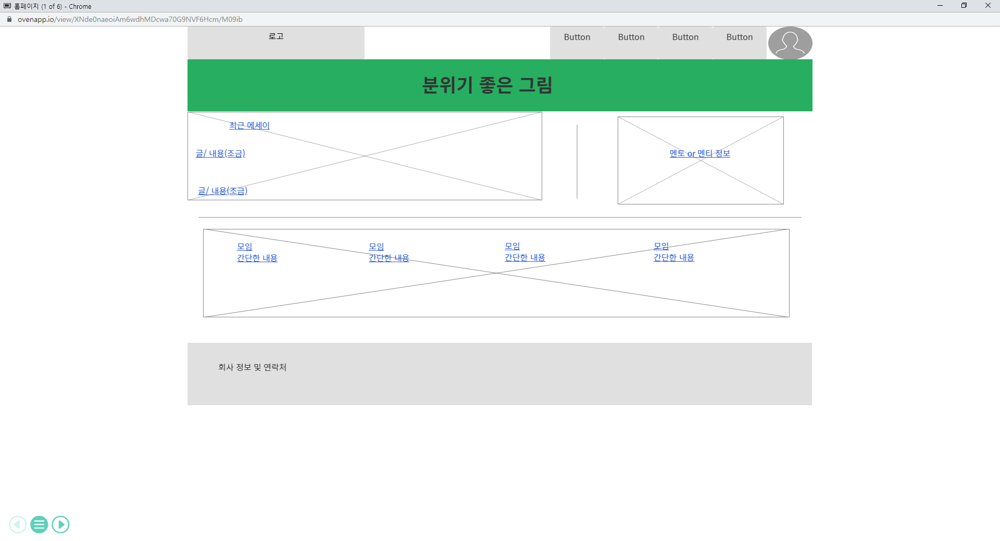 홈페이지 (1 of 6) - Chrome
ovenapp.io/view/XNde0naeoiAm6wdhMDcwa70G9NVF6Hcm/M09ib
로고
Button Button Button Button
분위기 좋은 그림
최근 에세이
글/ 내용(조금)
글/ 내용(조금)
멘토 or 멘티 정보
모임
간단한 내용
모임
간단한 내용
모임
간단한 내용
모임
간단한 내용
회사 정보 및 연락처